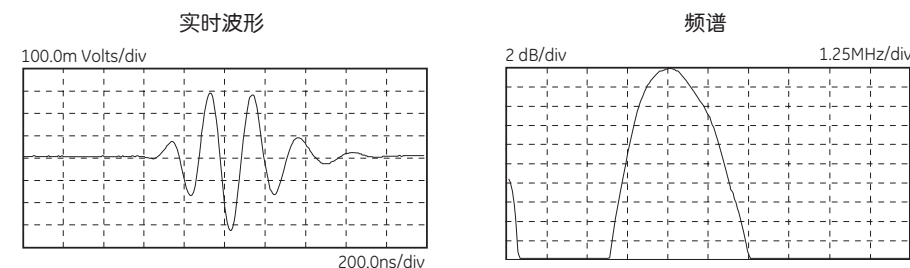 实时波形
100.0m Volts/div
200.0ns/div
频谱
2 dB/div
1.25MHz/div